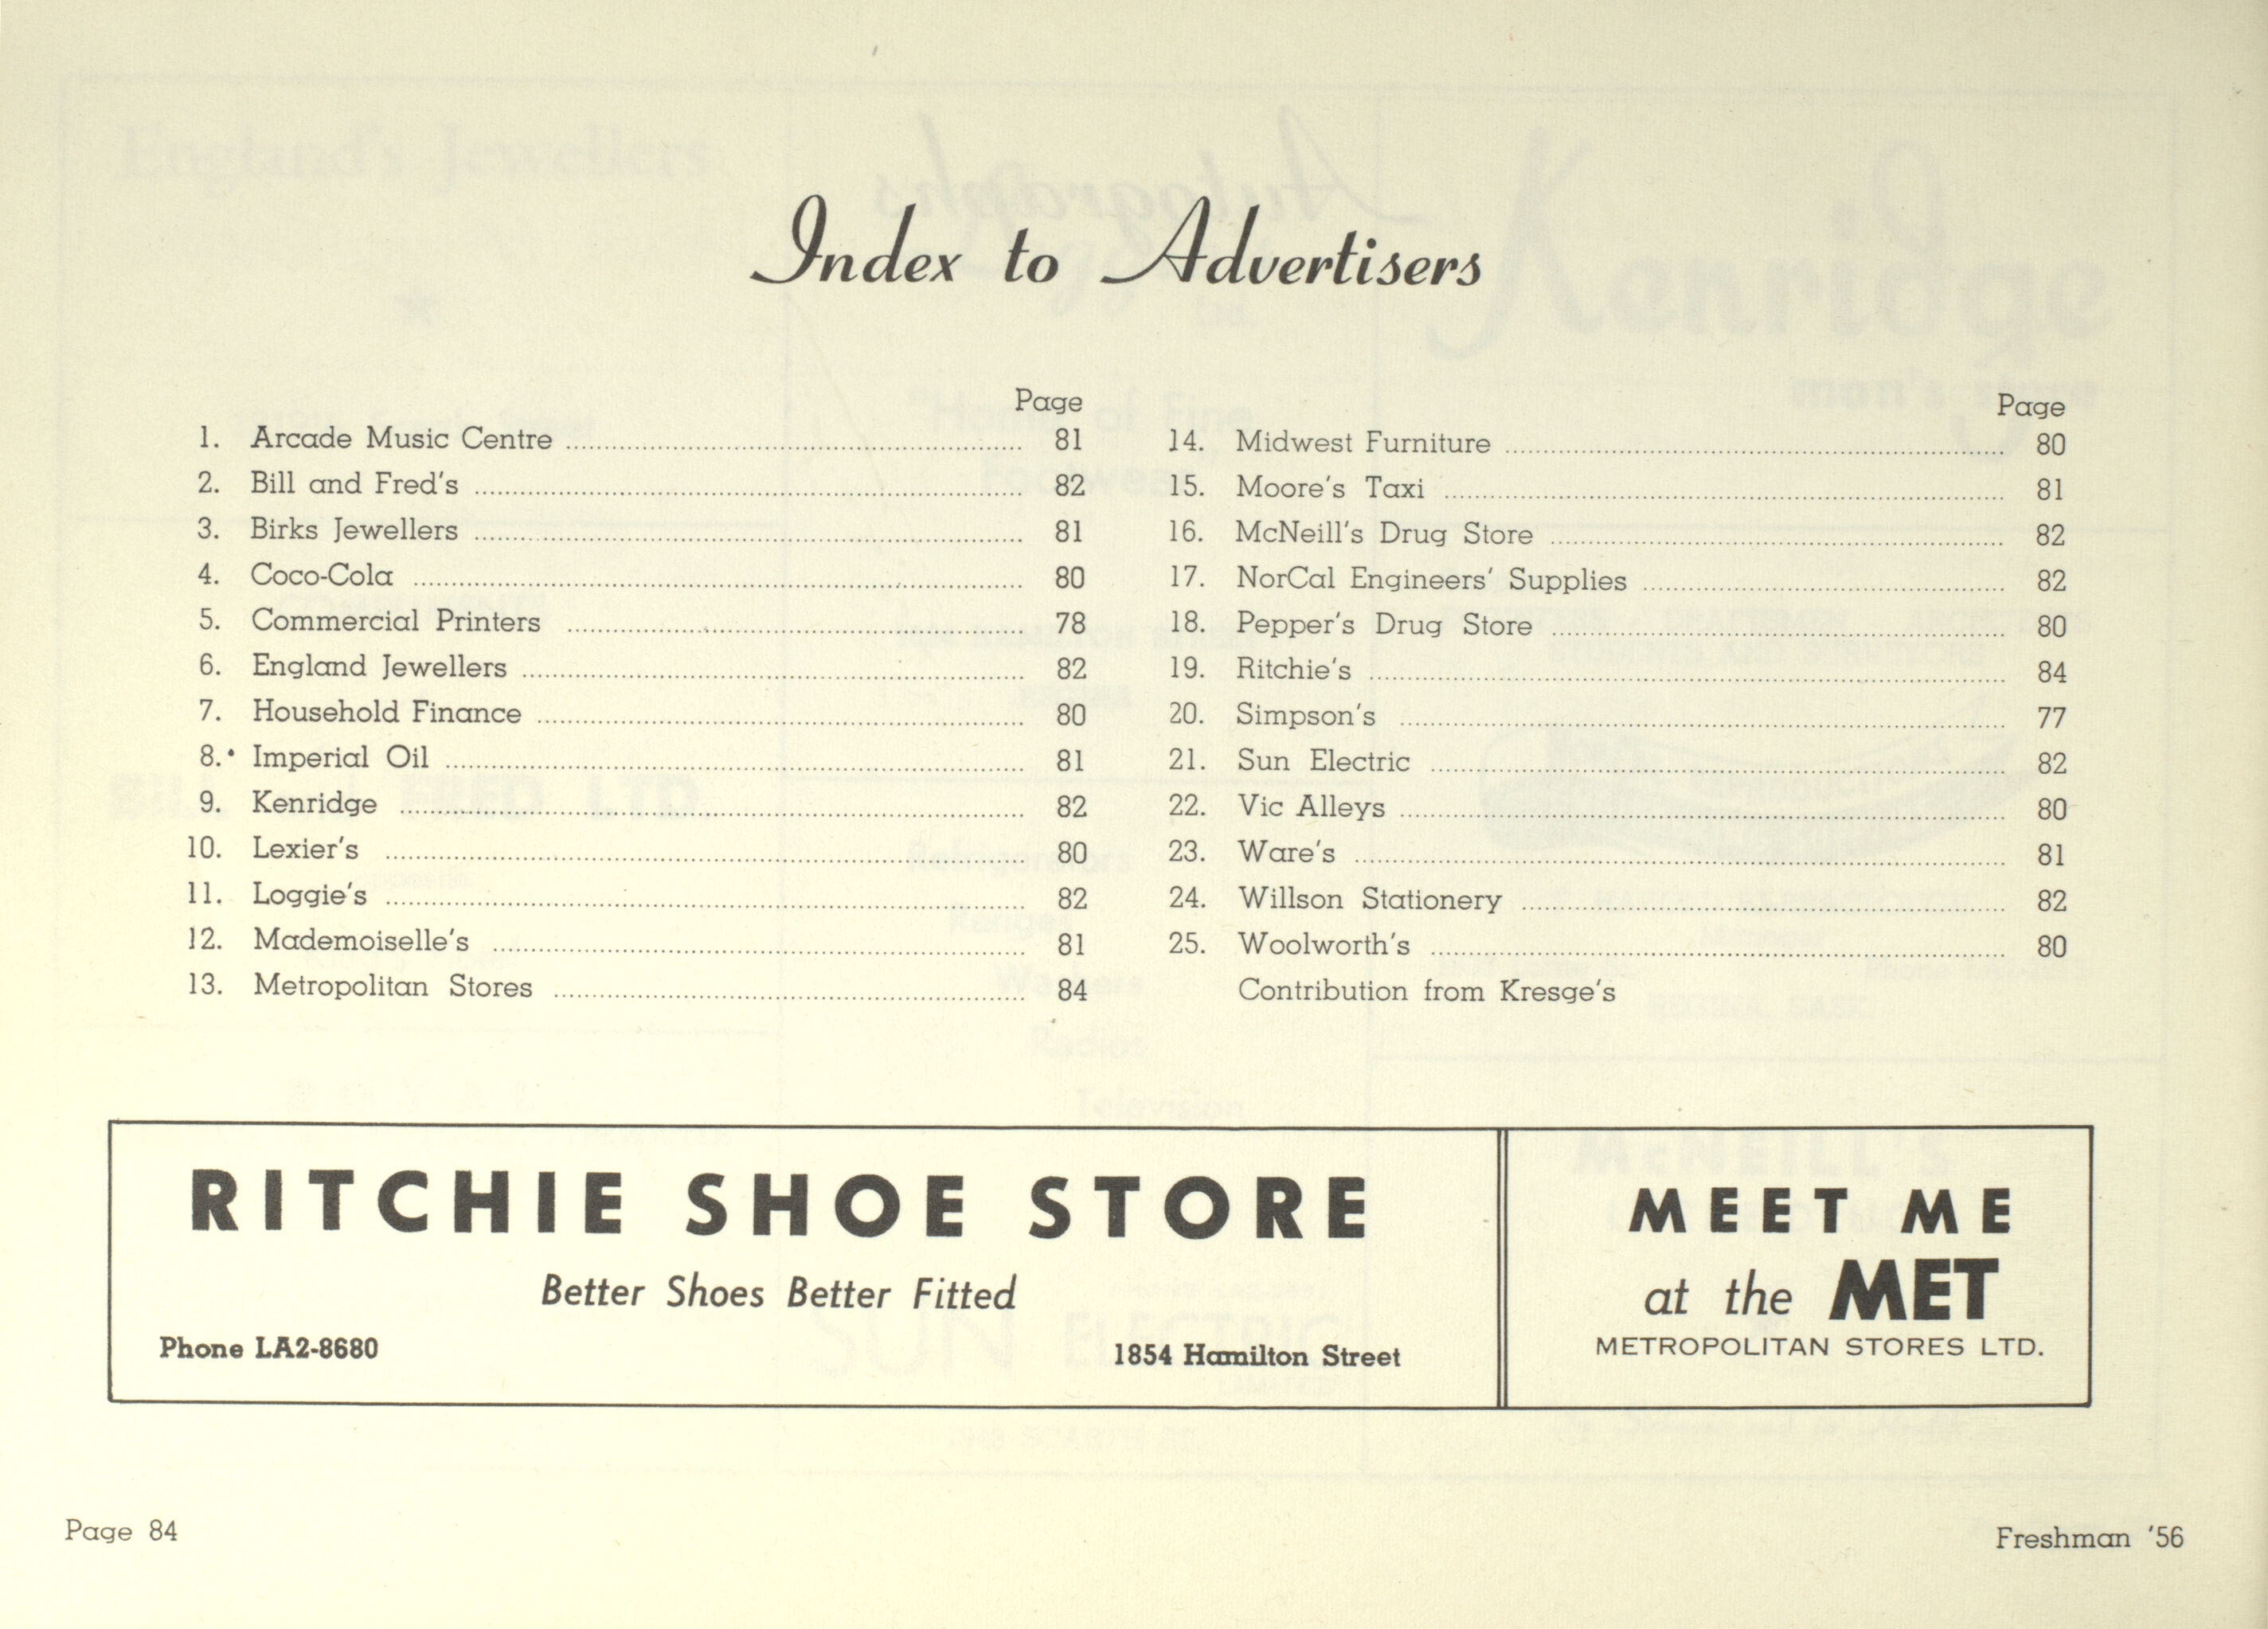 Index to Advertisers
Page
1. Arcade Music Centre 81
2. Bill and Fred's 82
3. Birks Jewellers 81
4. Coco-Cola 80
5. Commercial Printers 78
6. England Jewellers 82
7. Household Finance 80
8. Imperial Oil 81
9. Kenridge 82
10. Lexier's 80
11. Loggie's 82
12. Mademoiselle's 81
13. Metropolitan Stores 84
Page
14. Midwest Furniture 80
15. Moore's Taxi 81
16. McNeill's Drug Store 82
17. NorCal Engineers' Supplies 82
18. Pepper's Drug Store 80
19. Ritchie's 84
20. Simpson's 77
21. Sun Electric 82
22. Vic Alleys 80
23. Ware's 81
24. Willson Stationery 82
25. Woolworth's 80
Contribution from Kresge's
RITCHIE SHOE STORE
Better Shoes Better Fitted
Phone LA2-8680 1854 Hamilton Street
MEET ME
at the MET
METROPOLITAN STORES LTD.
Page 84 Freshman '56